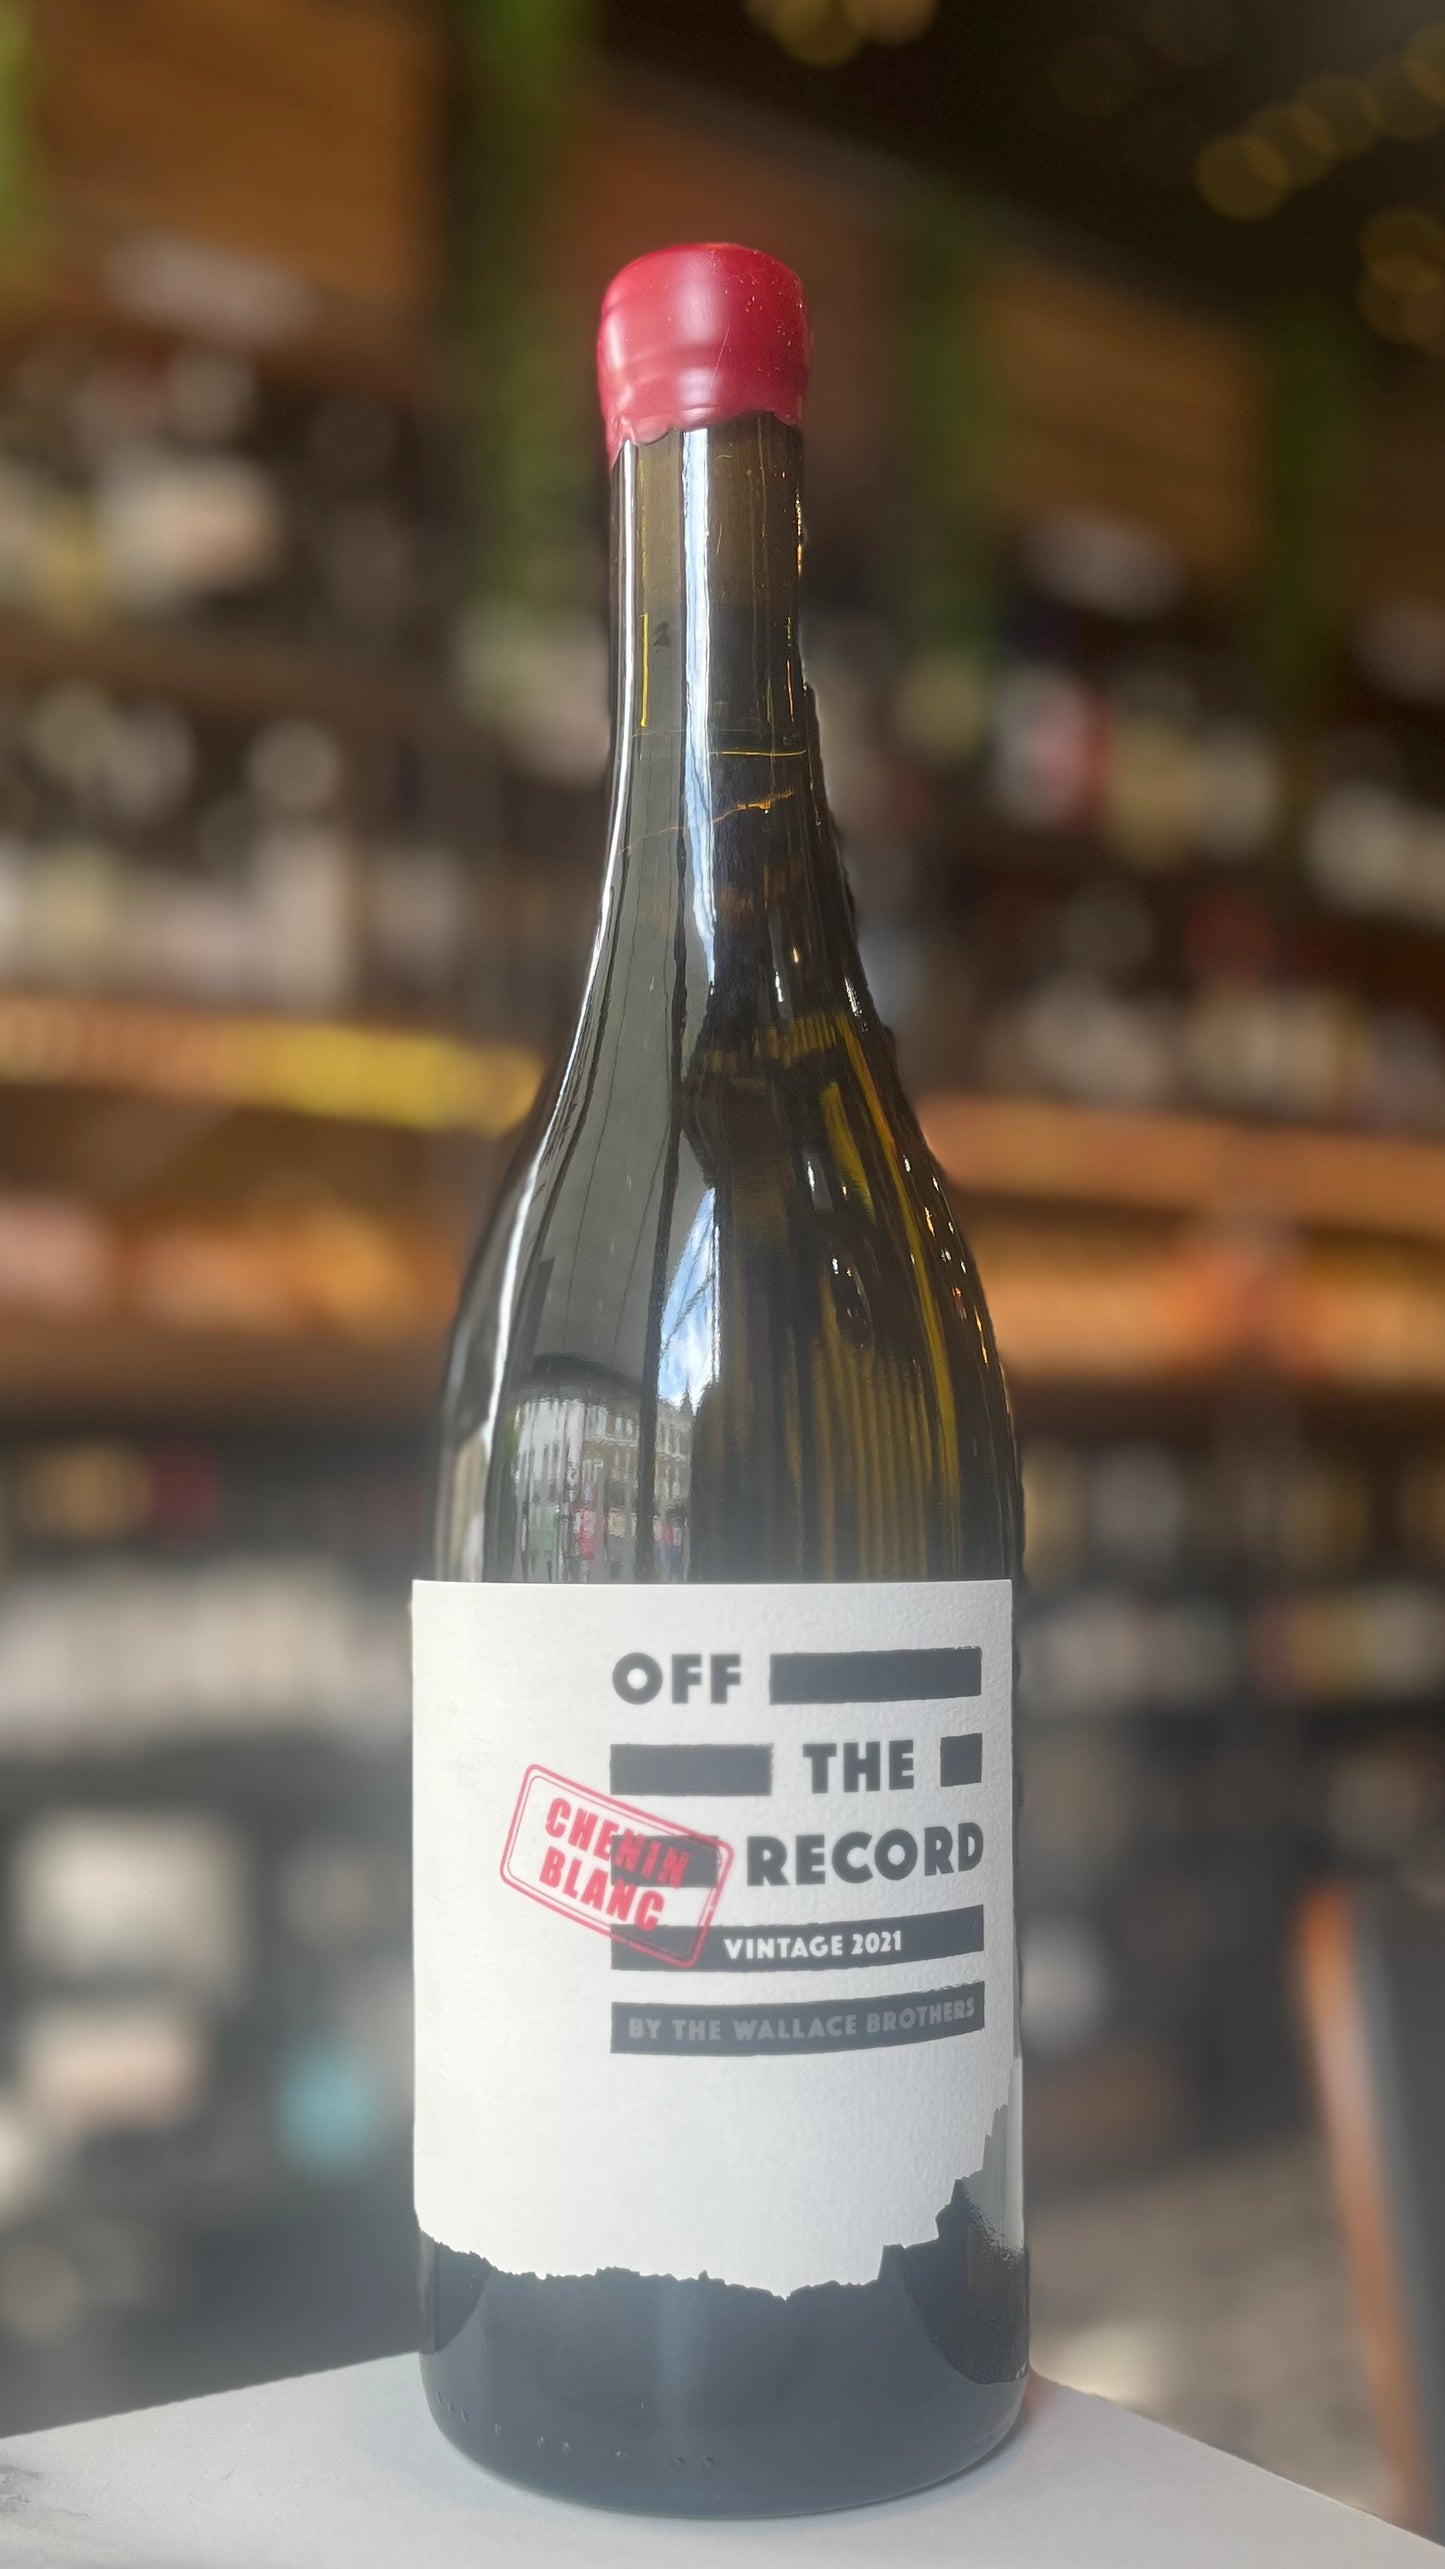 OFF
THE
RECORD
CHENIN
BLANC
VINTAGE 2021
BY THE WALLACE BROTHERS